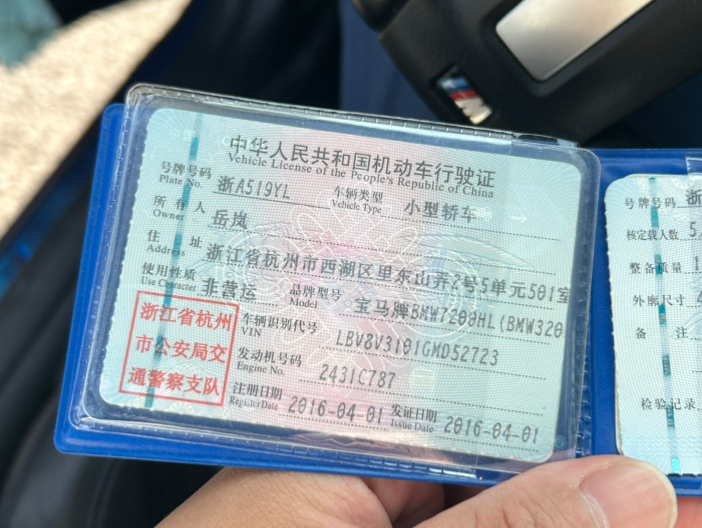 中华人民共和国机动车行驶证
Vehicle License of the People's Republic of China
号牌号码 浙A519YL 车辆类型 小型轿车
Plate No. Vehicle Type
所有人 岳岚
Owner
住址 浙江省杭州市西湖区里东山弄2号5单元501室
Address
使用性质 非营运 品牌型号 宝马牌BMW7200HL(BMW320
Use Character Model
浙江省杭州
市公安局交
通警察支队
车辆识别代号 LBV8V3101GMD52723
VIN
发动机号码 2431C787
Engine No.
注册日期 2016-04-01 发证日期 2016-04-01
Register Date Issue Date
号牌号码 浙
核定载人数 5
整备质量 1
外廓尺寸 4
备注
检验记录